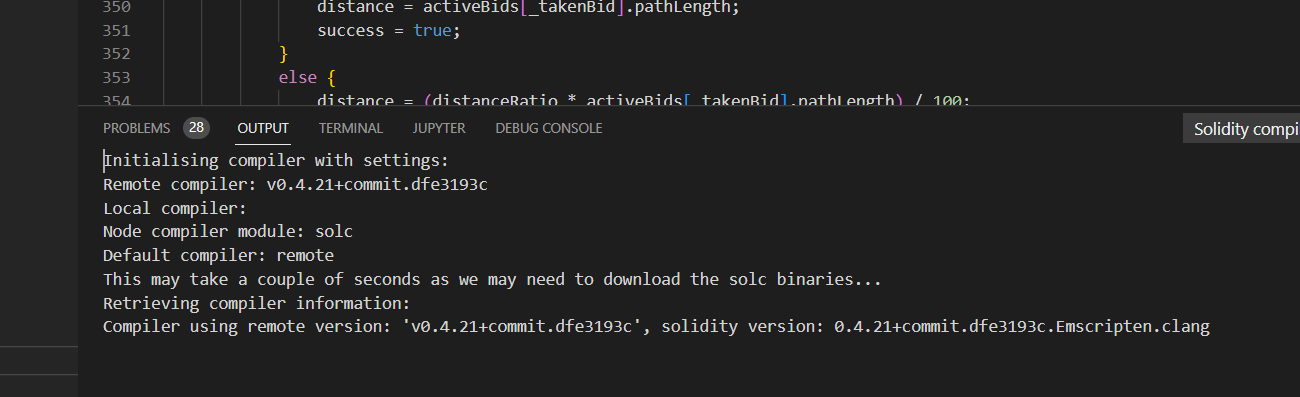 350 distance = activeBids[_takenBid].pathLength;
351 success = true;
352 }
353 else {
354 distance = (distanceRatio * activeBids[_takenBid].pathLength) / 100;
PROBLEMS 28 OUTPUT TERMINAL JUPYTER DEBUG CONSOLE Solidity compi
Initialising compiler with settings:
Remote compiler: v0.4.21+commit.dfe3193c
Local compiler:
Node compiler module: solc
Default compiler: remote
This may take a couple of seconds as we may need to download the solc binaries...
Retrieving compiler information:
Compiler using remote version: 'v0.4.21+commit.dfe3193c', solidity version: 0.4.21+commit.dfe3193c.Emscripten.clang